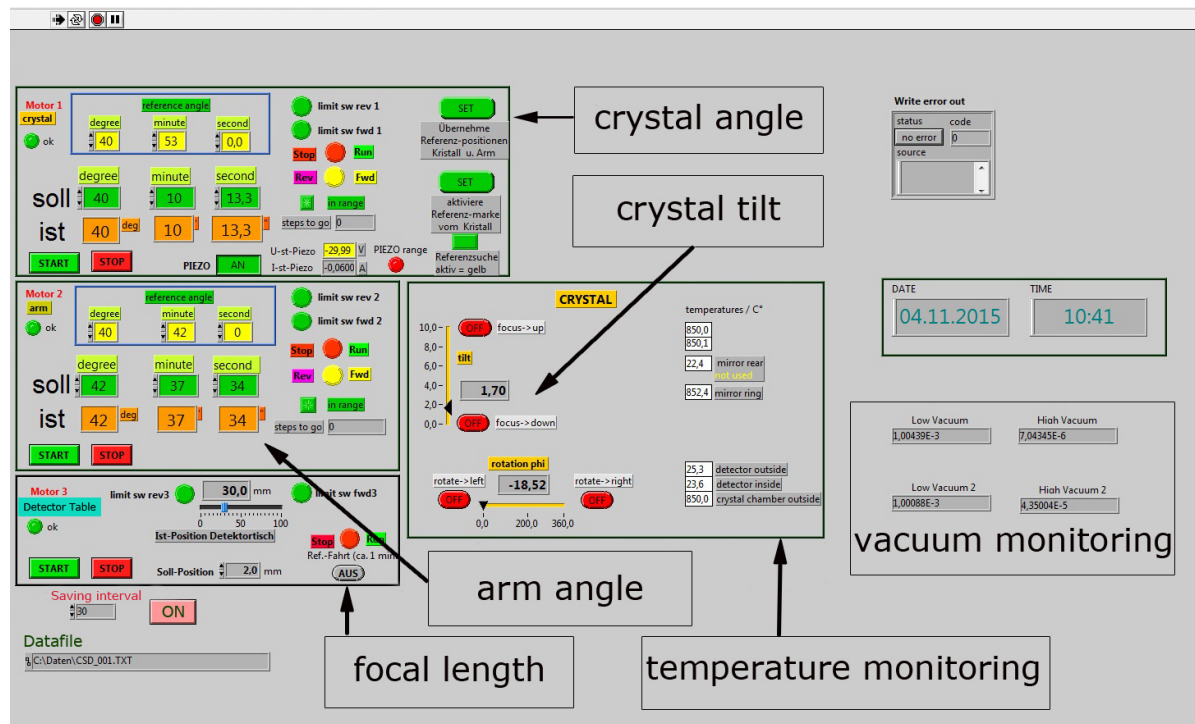 Motor 1
crystal
ok
reference angle
degree minute second
40 53 0,0
degree minute second
soll 40 10 13,3
ist 40 deg 10 ' 13,3 "
START STOP
PIEZO AN
limit sw rev 1
limit sw fwd 1
Stop Run
Rev Fwd
in range
steps to go 0
U-st-Piezo -29,99 V PIEZO range
I-st-Piezo -0,0600 A
SET
Übernehme
Referenz-positionen
Kristall u. Arm
SET
aktiviere
Referenz-marke
vom Kristall
Referenzsuche
aktiv = gelb
crystal angle
crystal tilt
Write error out
status code
no error 0
source
Motor 2
arm
ok
reference angle
degree minute second
40 42 0
degree minute second
soll 42 37 34
ist 42 deg 37 ' 34 "
START STOP
limit sw rev 2
limit sw fwd 2
Stop Run
Rev Fwd
in range
steps to go 0
CRYSTAL
10,0
8,0
6,0
4,0
2,0
0,0
OFF focus->up
tilt
1,70
OFF focus->down
rotation phi
rotate->left -18,52 rotate->right
OFF OFF
0,0 200,0 360,0
temperatures / C°
850,0
850,1
22,4 mirror rear
not used
852,4 mirror ring
25,3 detector outside
23,6 detector inside
850,0 crystal chamber outside
DATE TIME
04.11.2015 10:41
Low Vacuum High Vacuum
1,00439E-3 7,04345E-6
Low Vacuum 2 High Vacuum 2
1,00088E-3 4,35004E-5
vacuum monitoring
Motor 3
Detector Table
ok
limit sw rev3 30,0 mm limit sw fwd3
0 50 100
Ist-Position Detektortisch
Stop Run
Ref.-Fahrt (ca. 1 min
AUS
START STOP
Soll-Position 2,0 mm
arm angle
Saving interval
30 ON
Datafile
C:\Daten\CSD_001.TXT
focal length
temperature monitoring